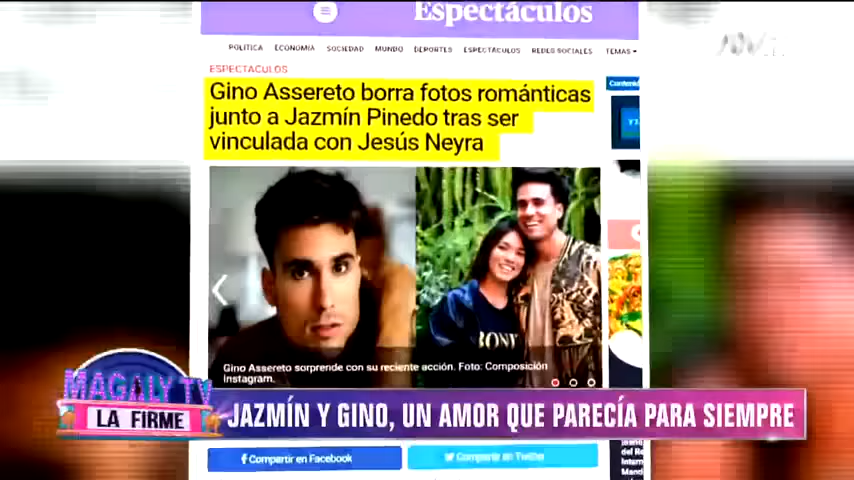 Espectáculos
POLÍTICA ECONOMÍA SOCIEDAD MUNDO DEPORTES ESPECTÁCULOS REDES SOCIALES TEMAS
ESPECTÁCULOS
Gino Assereto borra fotos románticas
junto a Jazmín Pinedo tras ser
vinculada con Jesús Neyra
BONY
Gino Assereto sorprende con su reciente acción. Foto: Composición
Instagram.
MAGALY TV
LA FIRME
JAZMÍN Y GINO, UN AMOR QUE PARECÍA PARA SIEMPRE
Compartir en Facebook
Compartir en Twitter